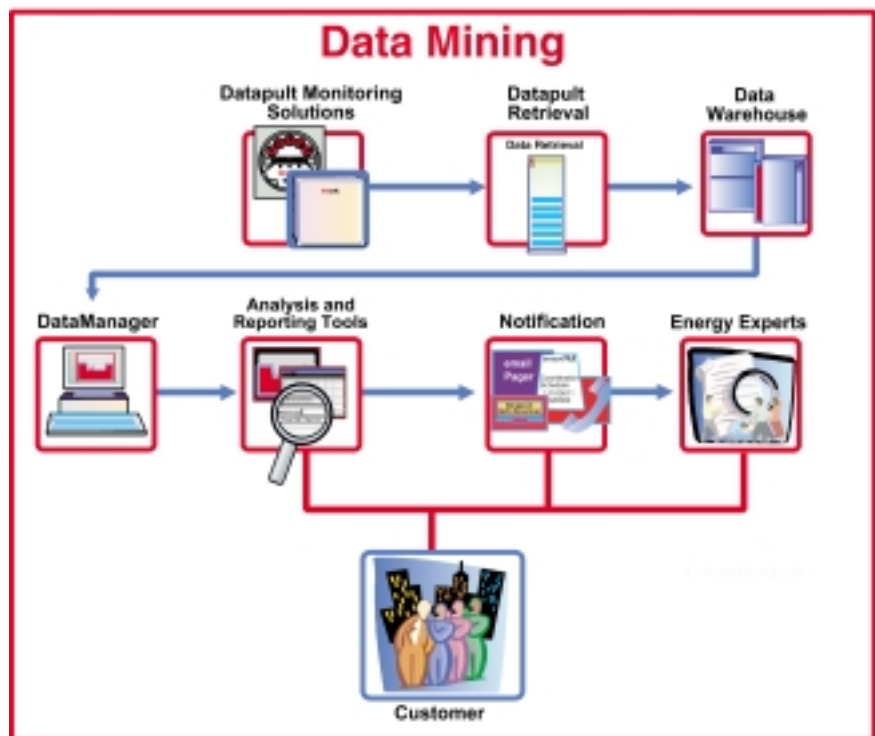 Data Mining
Datapult Monitoring
Solutions
Datapult
Retrieval
Data
Warehouse
Data Retrieval
DataManager
Analysis and
Reporting Tools
Notification
Energy Experts
email
Pager
Customer